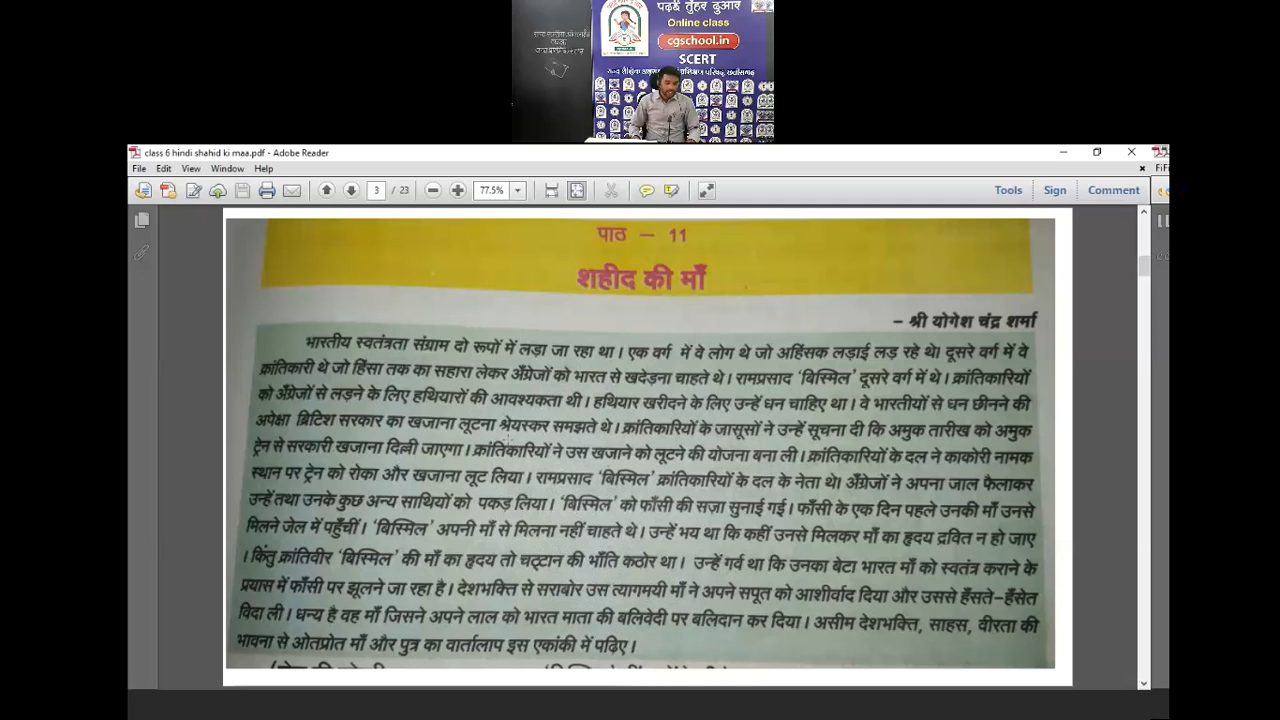 पढ़ई तुंहर दुआर
Online class
cgschool.in
SCERT
class 6 hindi shahid ki maa.pdf - Adobe Reader
File Edit View Window Help
3 / 23 77.5% Tools Sign Comment
पाठ – 11
शहीद की माँ
– श्री योगेश चंद्र शर्मा
भारतीय स्वतंत्रता संग्राम दो रूपों में लड़ा जा रहा था। एक वर्ग में वे लोग थे जो अहिंसक लड़ाई लड़ रहे थे। दूसरे वर्ग में वे
क्रांतिकारी थे जो हिंसा तक का सहारा लेकर अँग्रेजों को भारत से खदेड़ना चाहते थे। रामप्रसाद 'बिस्मिल' दूसरे वर्ग में थे। क्रांतिकारियों
को अँग्रेजों से लड़ने के लिए हथियारों की आवश्यकता थी। हथियार खरीदने के लिए उन्हें धन चाहिए था। वे भारतीयों से धन छीनने की
अपेक्षा ब्रिटिश सरकार का खजाना लूटना श्रेयस्कर समझते थे। क्रांतिकारियों के जासूसों ने उन्हें सूचना दी कि अमुक तारीख को अमुक
ट्रेन से सरकारी खजाना दिल्ली जाएगा। क्रांतिकारियों ने उस खजाने को लूटने की योजना बना ली। क्रांतिकारियों के दल ने काकोरी नामक
स्थान पर ट्रेन को रोका और खजाना लूट लिया। रामप्रसाद 'बिस्मिल' क्रांतिकारियों के दल के नेता थे। अँग्रेजों ने अपना जाल फैलाकर
उन्हें तथा उनके कुछ अन्य साथियों को पकड़ लिया। 'बिस्मिल' को फाँसी की सज़ा सुनाई गई। फाँसी के एक दिन पहले उनकी माँ उनसे
मिलने जेल में पहुँचीं। 'बिस्मिल' अपनी माँ से मिलना नहीं चाहते थे। उन्हें भय था कि कहीं उनसे मिलकर माँ का हृदय द्रवित न हो जाए
। किंतु क्रांतिवीर 'बिस्मिल' की माँ का हृदय तो चट्टान की भाँति कठोर था। उन्हें गर्व था कि उनका बेटा भारत माँ को स्वतंत्र कराने के
प्रयास में फाँसी पर झूलने जा रहा है। देशभक्ति से सराबोर उस त्यागमयी माँ ने अपने सपूत को आशीर्वाद दिया और उससे हँसते-हँसेत
विदा ली। धन्य है वह माँ जिसने अपने लाल को भारत माता की बलिवेदी पर बलिदान कर दिया। असीम देशभक्ति, साहस, वीरता की
भावना से ओतप्रोत माँ और पुत्र का वार्तालाप इस एकांकी में पढ़िए।